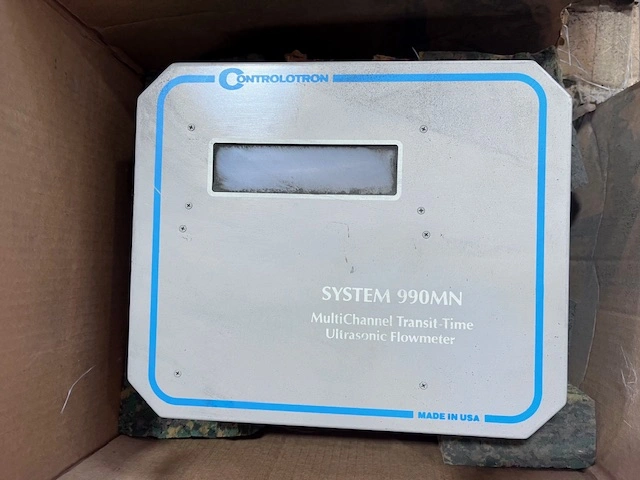 CONTROLOTRON
SYSTEM 990MN
MultiChannel Transit-Time
Ultrasonic Flowmeter
MADE IN USA